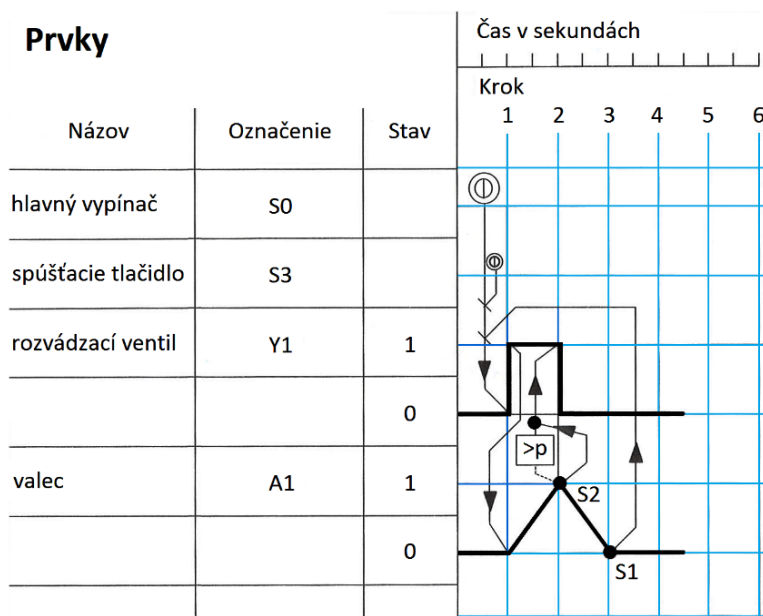 Prvky
Čas v sekundách
Krok
1 2 3 4 5 6
Názov Označenie Stav
hlavný vypínač S0
spúšťacie tlačidlo S3
rozvádzací ventil Y1 1
0
>p
valec A1 1
S2
0
S1